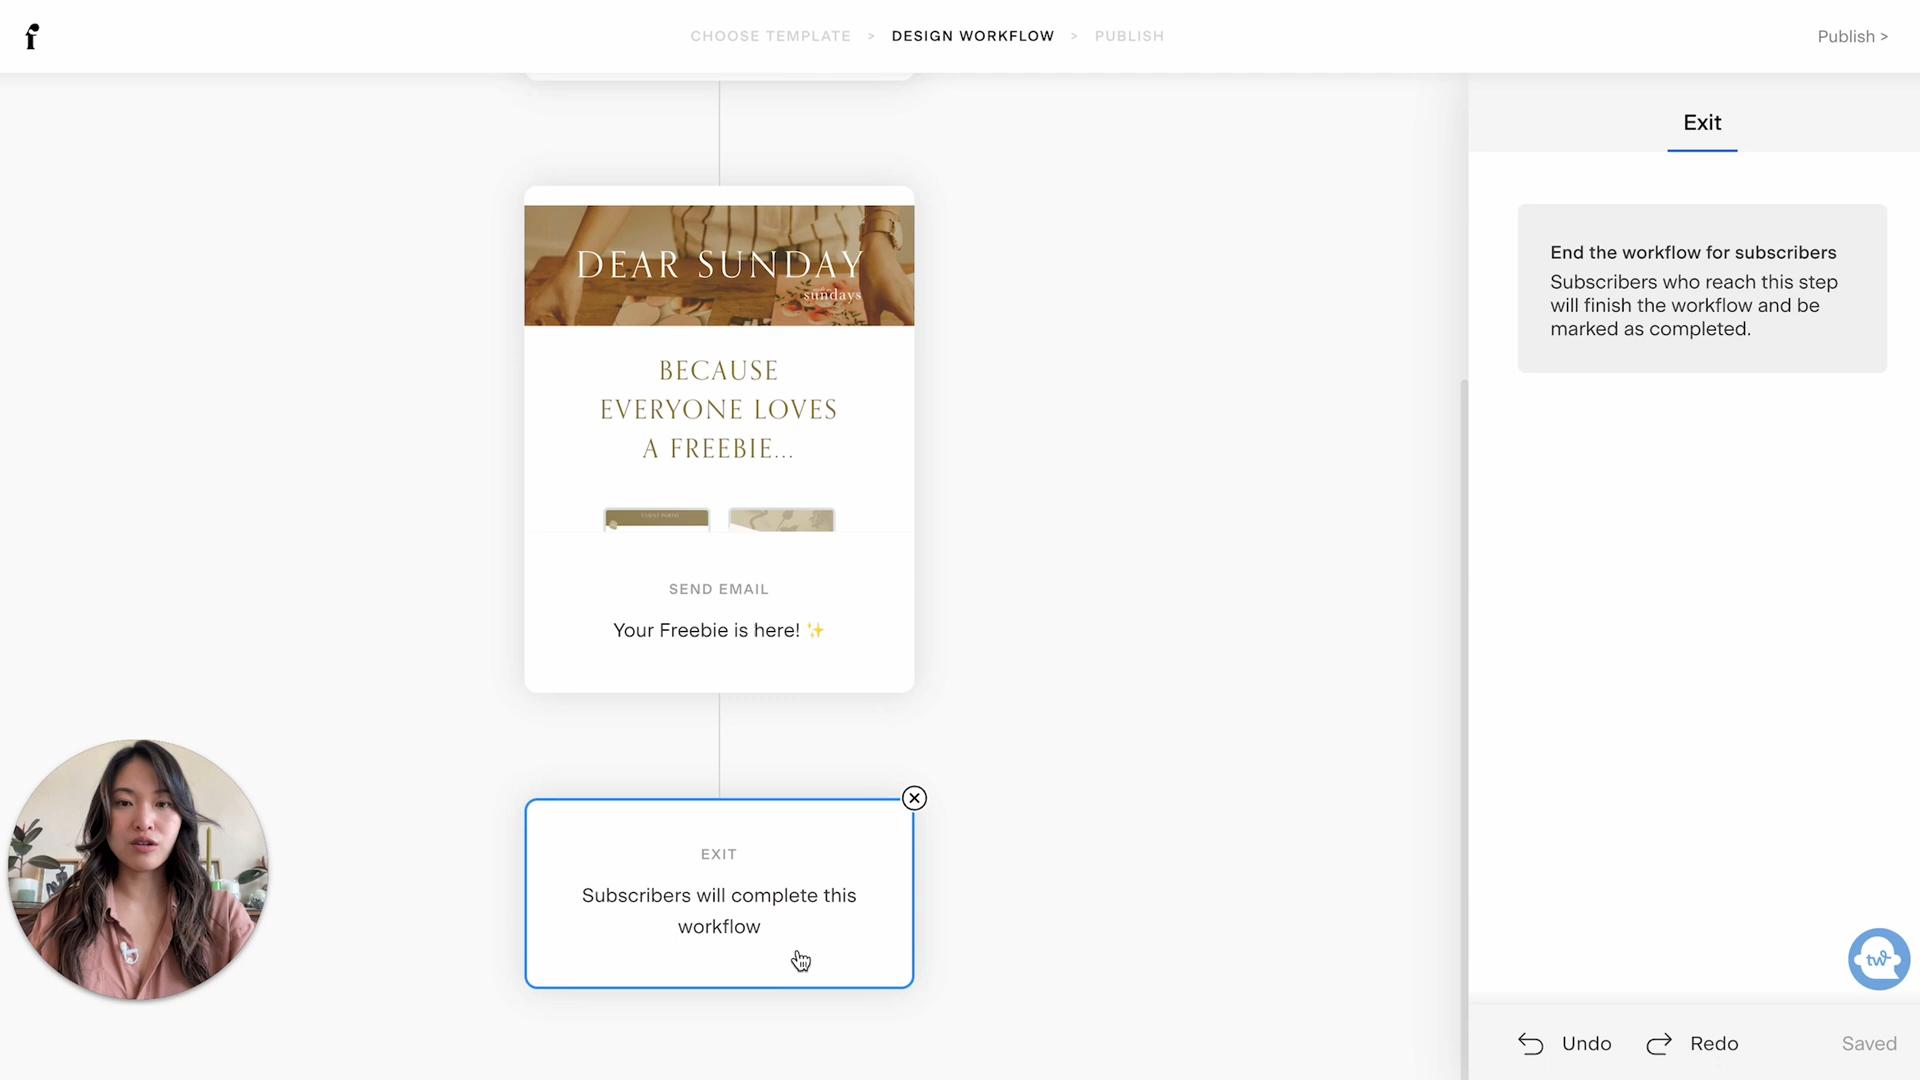 f
CHOOSE TEMPLATE > DESIGN WORKFLOW > PUBLISH
Publish >
Exit
End the workflow for subscribers
Subscribers who reach this step
will finish the workflow and be
marked as completed.
DEAR SUNDAY
sundays
BECAUSE
EVERYONE LOVES
A FREEBIE...
SEND EMAIL
Your Freebie is here! ✨
EXIT
Subscribers will complete this
workflow
tw
Undo
Redo
Saved